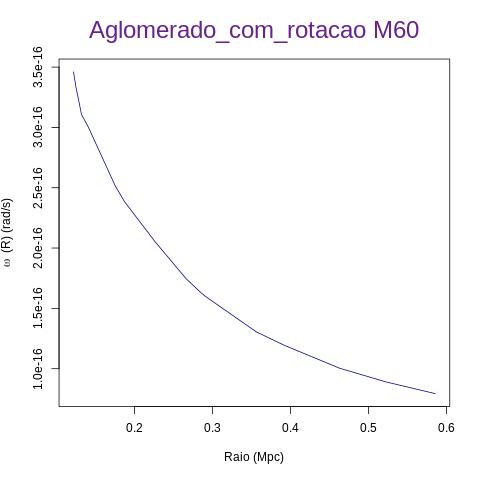 Aglomerado_com_rotacao M60
3.5e-16
3.0e-16
2.5e-16
2.0e-16
1.5e-16
1.0e-16
ω (R) (rad/s)
0.2 0.3 0.4 0.5 0.6
Raio (Mpc)